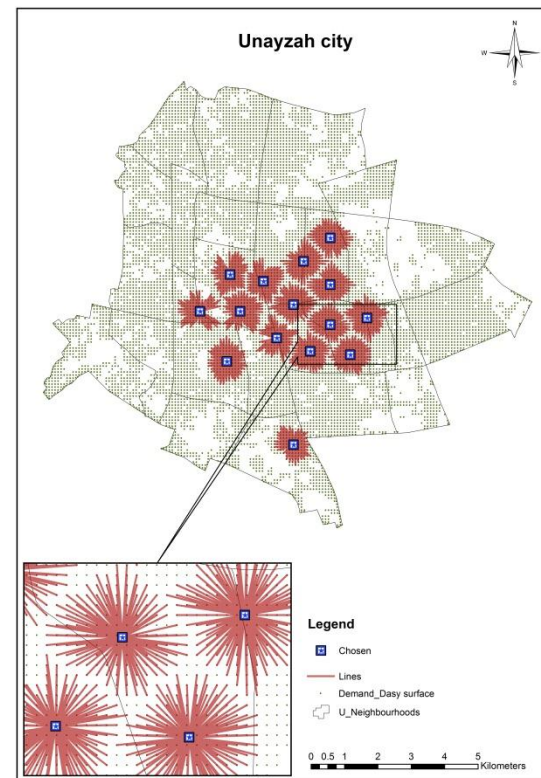 Unayzah city
N
W E
S
Legend
Chosen
Lines
Demand_Dasy surface
U_Neighbourhoods
0 0.5 1 2 3 4 5
Kilometers